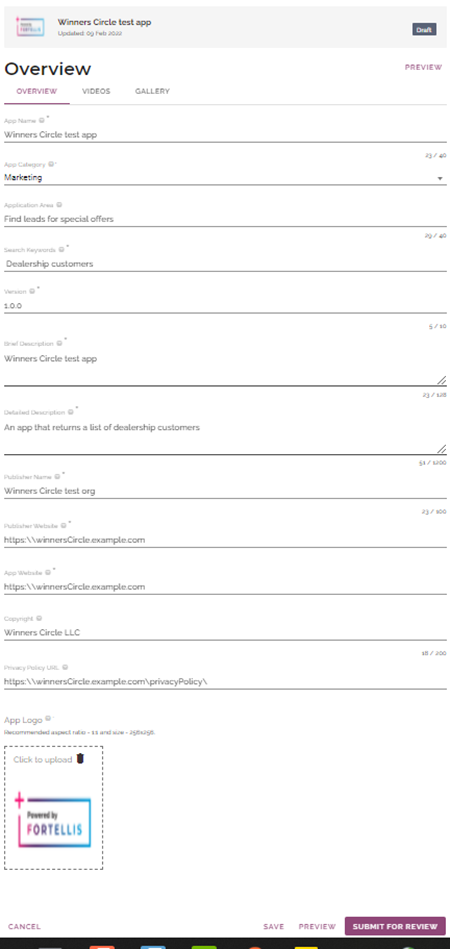 Winners Circle test app
Updated: 09 Feb 2022
Draft
Overview
PREVIEW
OVERVIEW VIDEOS GALLERY
App Name *
Winners Circle test app
23 / 40
App Category *
Marketing
Application Area
Find leads for special offers
29 / 40
Search Keywords *
Dealership customers
Version *
1.0.0
5 / 10
Brief Description *
Winners Circle test app
23 / 128
Detailed Description *
An app that returns a list of dealership customers
51 / 1200
Publisher Name *
Winners Circle test org
23 / 100
Publisher Website *
https:\\winnersCircle.example.com
App Website *
https:\\winnersCircle.example.com
Copyright
Winners Circle LLC
18 / 200
Privacy Policy URL
https:\\winnersCircle.example.com\privacyPolicy\
App Logo *
Recommended aspect ratio - 1:1 and size - 256x256.
Click to upload
Powered by
FORTELLIS
CANCEL SAVE PREVIEW SUBMIT FOR REVIEW